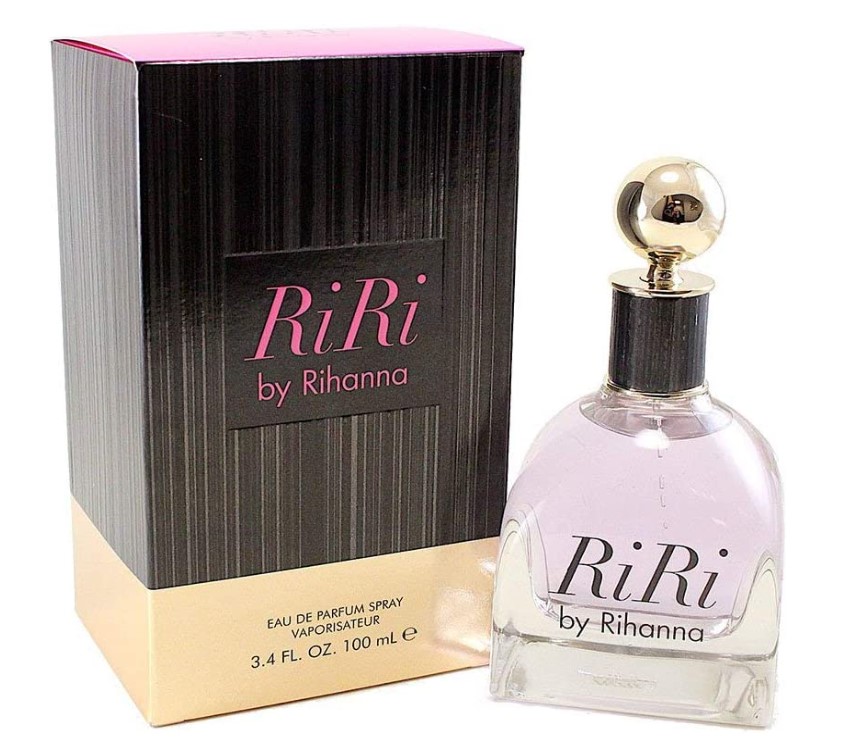 RiRi
by Rihanna
EAU DE PARFUM SPRAY
VAPORISATEUR
3.4 FL. OZ. 100 mL ℮
RiRi
by Rihanna